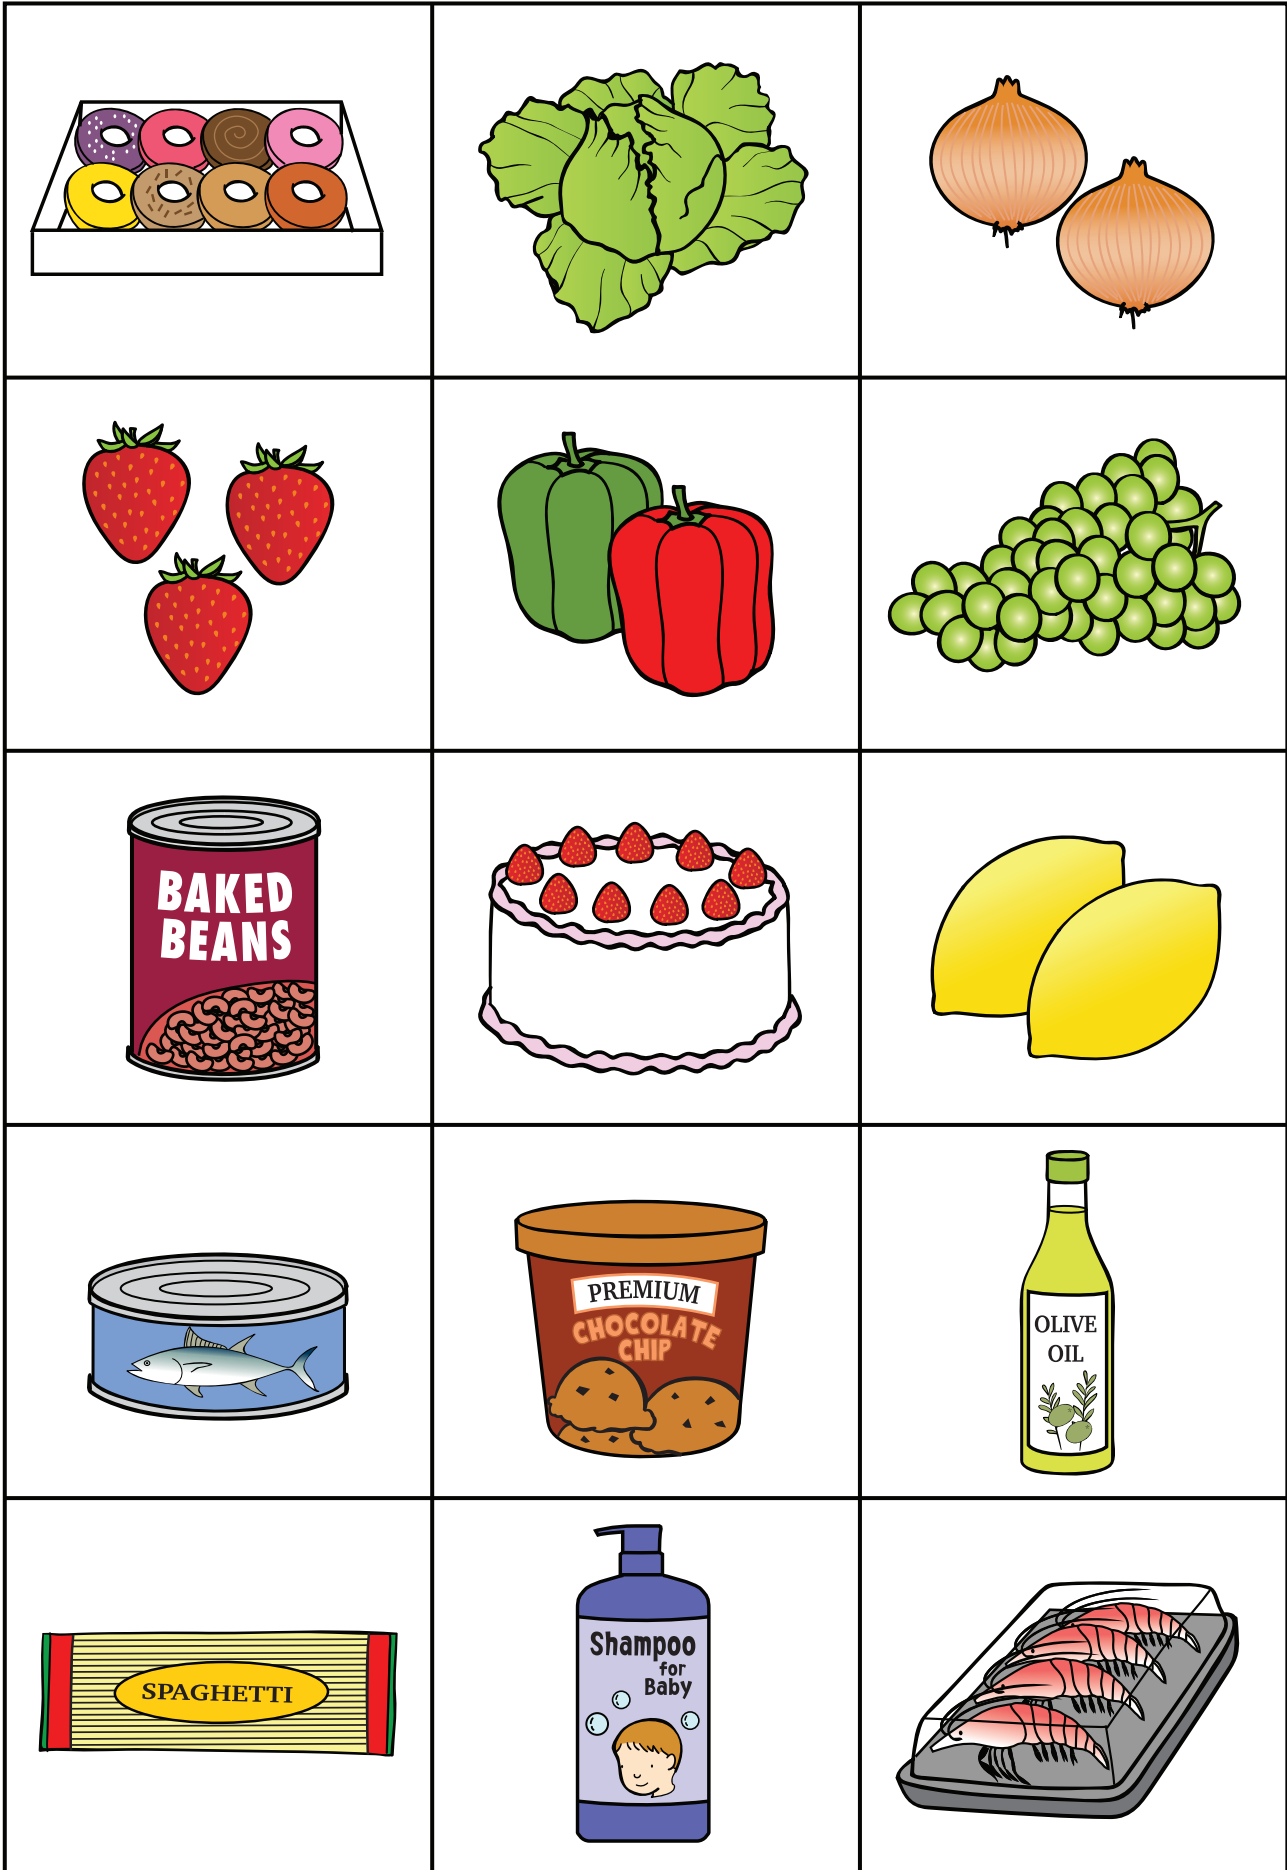 BAKED
BEANS
PREMIUM
CHOCOLATE
CHIP
OLIVE
OIL
SPAGHETTI
Shampoo
for
Baby